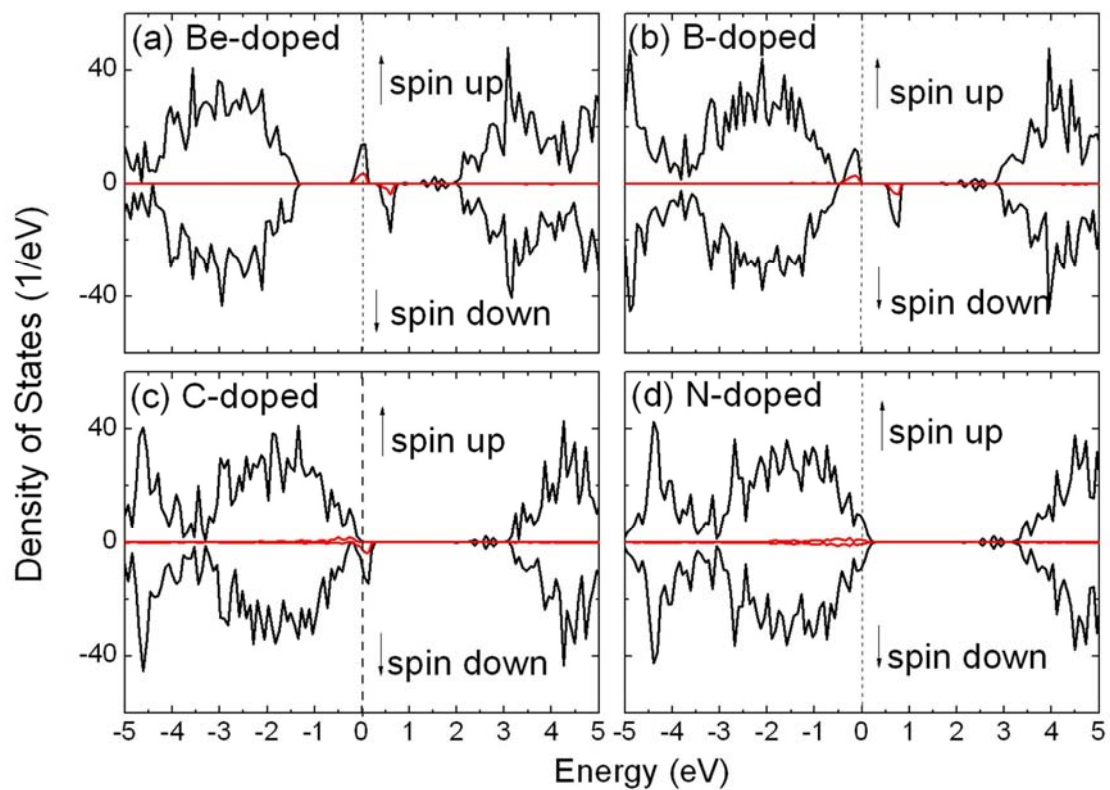 (a) Be-doped
spin up
spin down
(b) B-doped
spin up
spin down
(c) C-doped
spin up
spin down
(d) N-doped
spin up
spin down
40
0
-40
40
0
-40
-5 -4 -3 -2 -1 0 1 2 3 4 5
-5 -4 -3 -2 -1 0 1 2 3 4 5
Density of States (1/eV)
Energy (eV)